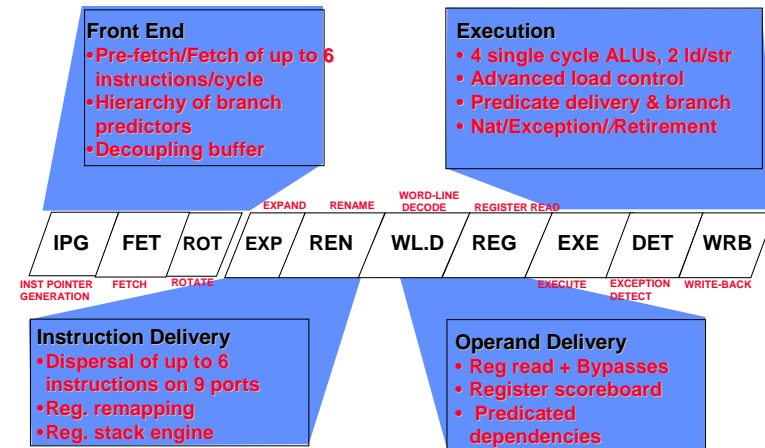 Front End
•Pre-fetch/Fetch of up to 6
instructions/cycle
•Hierarchy of branch
predictors
•Decoupling buffer
Execution
• 4 single cycle ALUs, 2 ld/str
• Advanced load control
• Predicate delivery & branch
• Nat/Exception//Retirement
EXPAND
RENAME
WORD-LINE
DECODE
REGISTER READ
IPG
FET
ROT
EXP
REN
WL.D
REG
EXE
DET
WRB
INST POINTER
GENERATION
FETCH
ROTATE
EXECUTE
EXCEPTION
DETECT
WRITE-BACK
Instruction Delivery
•Dispersal of up to 6
instructions on 9 ports
•Reg. remapping
•Reg. stack engine
Operand Delivery
• Reg read + Bypasses
• Register scoreboard
• Predicated
dependencies